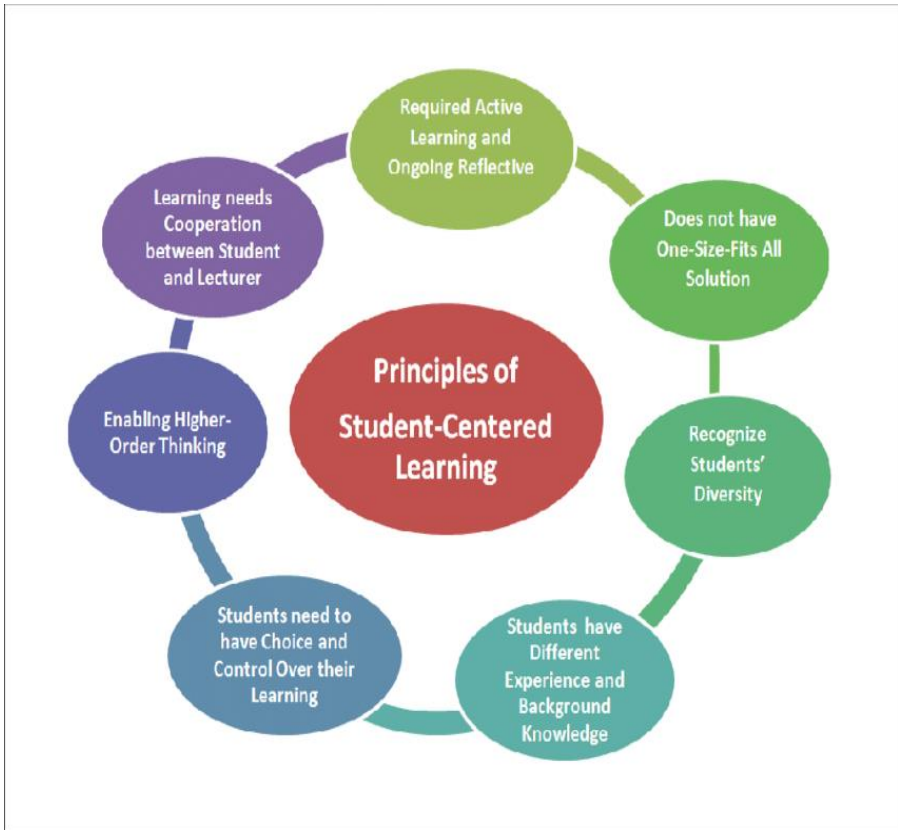 Required Active
Learning and
Ongoing Reflective
Does not have
One-Size-Fits All
Solution
Recognize
Students'
Diversity
Students have
Different
Experience and
Background
Knowledge
Students need to
have Choice and
Control Over their
Learning
Enabling Higher-
Order Thinking
Learning needs
Cooperation
between Student
and Lecturer
Principles of
Student-Centered
Learning